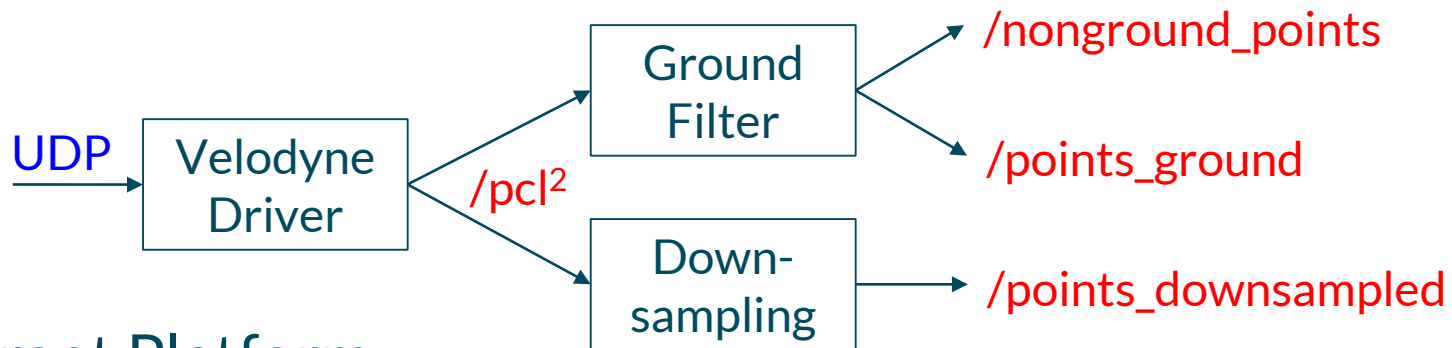 UDP
Velodyne
Driver
/pcl²
Ground
Filter
/nonground_points
/points_ground
Down-
sampling
/points_downsampled